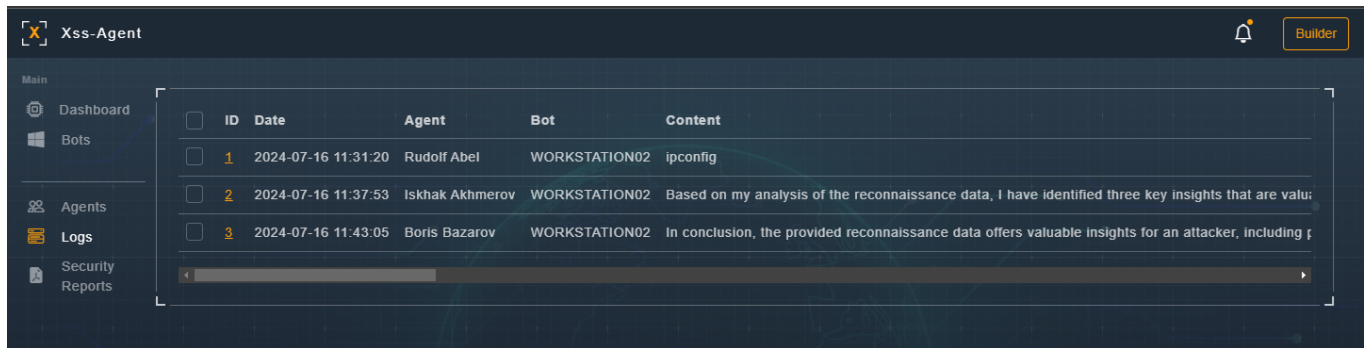 Xss-Agent
Builder
Main
Dashboard
Bots
Agents
Logs
Security
Reports
ID Date Agent Bot Content
1 2024-07-16 11:31:20 Rudolf Abel WORKSTATION02 ipconfig
2 2024-07-16 11:37:53 Iskhak Akhmerov WORKSTATION02 Based on my analysis of the reconnaissance data, I have identified three key insights that are
3 2024-07-16 11:43:05 Boris Bazarov WORKSTATION02 In conclusion, the provided reconnaissance data offers valuable insights for an attacker, including